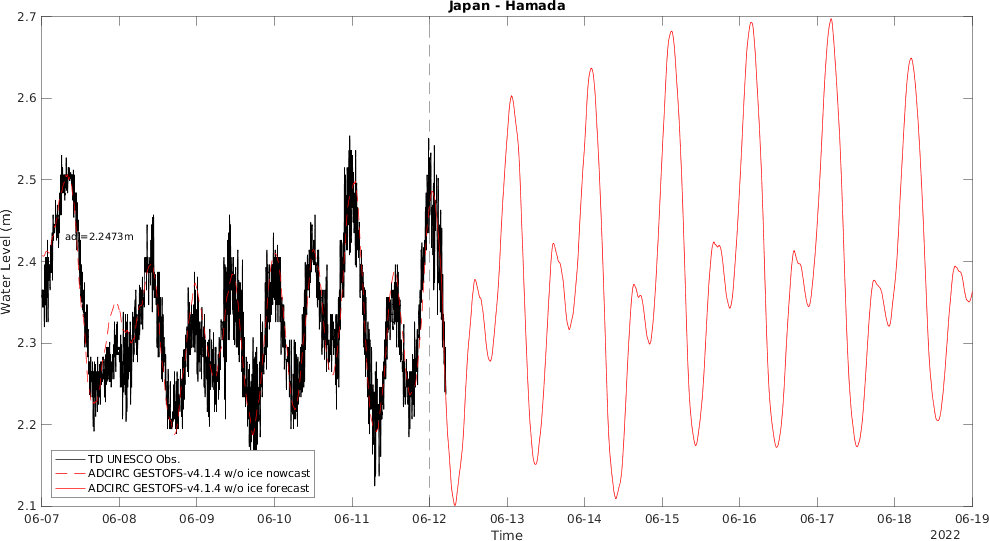 Japan - Hamada
2.7
2.6
2.5
2.4
2.3
2.2
2.1
Water Level (m)
adj=2.2473m
TD UNESCO Obs.
ADCIRC GESTOFS-v4.1.4 w/o ice nowcast
ADCIRC GESTOFS-v4.1.4 w/o ice forecast
06-07 06-08 06-09 06-10 06-11 06-12 06-13 06-14 06-15 06-16 06-17 06-18 06-19
Time
2022